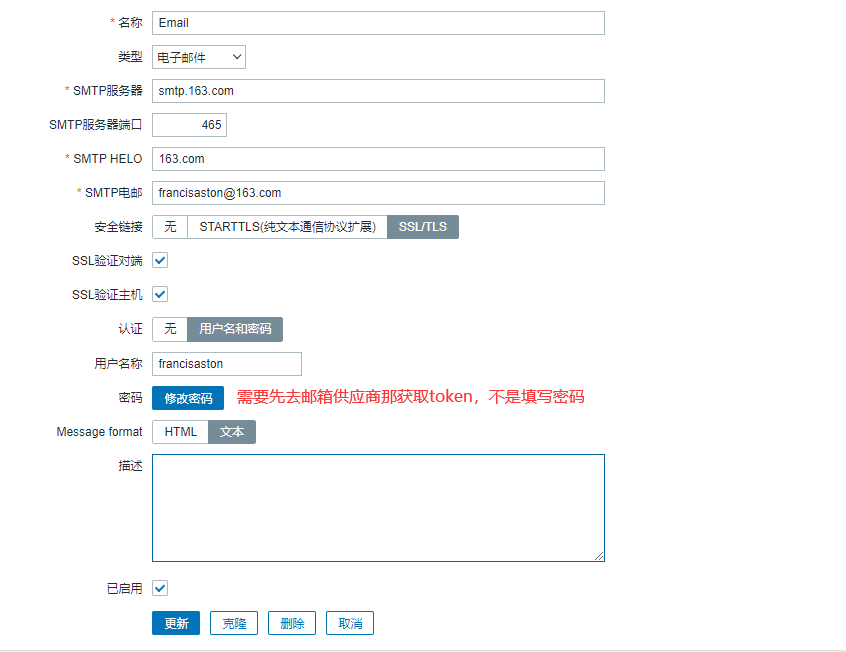 * 名称 Email
类型 电子邮件
* SMTP服务器 smtp.163.com
SMTP服务器端口 465
* SMTP HELO 163.com
* SMTP电邮 francisaston@163.com
安全链接 无 STARTTLS(纯文本通信协议扩展) SSL/TLS
SSL验证对端
SSL验证主机
认证 无 用户名和密码
用户名称 francisaston
密码 修改密码 需要先去邮箱供应商那获取token，不是填写密码
Message format HTML 文本
描述
已启用
更新 克隆 删除 取消